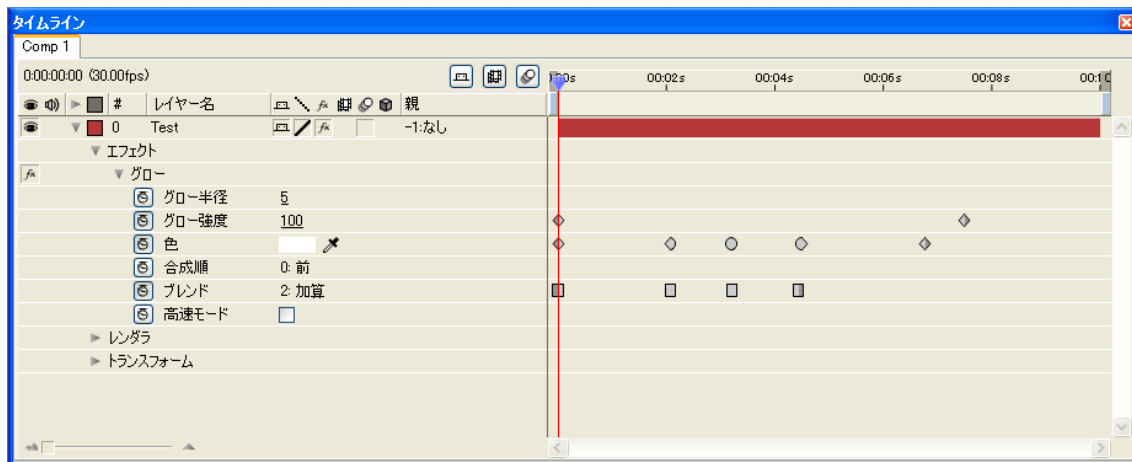 タイムライン
Comp 1
0:00:00:00 (30.00fps)
00:02s 00:04s 00:06s 00:08s
# レイヤー名 fx 親
0 Test fx -1:なし
エフェクト
fx グロー
グロー半径 5
グロー強度 100
色
合成順 0: 前
ブレンド 2: 加算
高速モード
レンダラ
トランスフォーム